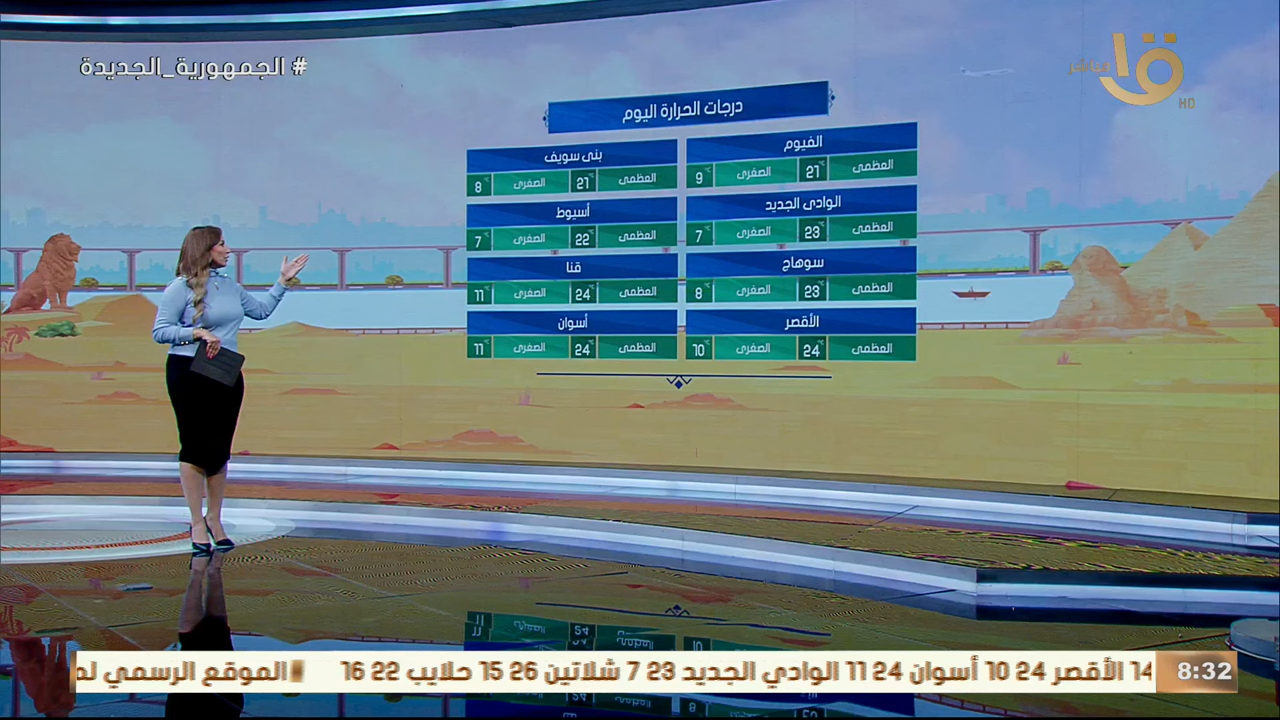 # الجمهورية_الجديدة
القاهرة
HD
درجات الحرارة اليوم
الفيوم
العظمى 21 °C الصغرى 9 °C
بنى سويف
العظمى 21 °C الصغرى 8 °C
الوادى الجديد
العظمى 23 °C الصغرى 7 °C
أسيوط
العظمى 22 °C الصغرى 7 °C
سوهاج
العظمى 23 °C الصغرى 8 °C
قنا
العظمى 24 °C الصغرى 11 °C
الأقصر
العظمى 24 °C الصغرى 10 °C
أسوان
العظمى 24 °C الصغرى 11 °C
14 الأقصر 24 10 أسوان 24 11 الوادي الجديد 23 7 شلاتين 26 15 حلايب 22 16 الموقع الرسمي
8:32